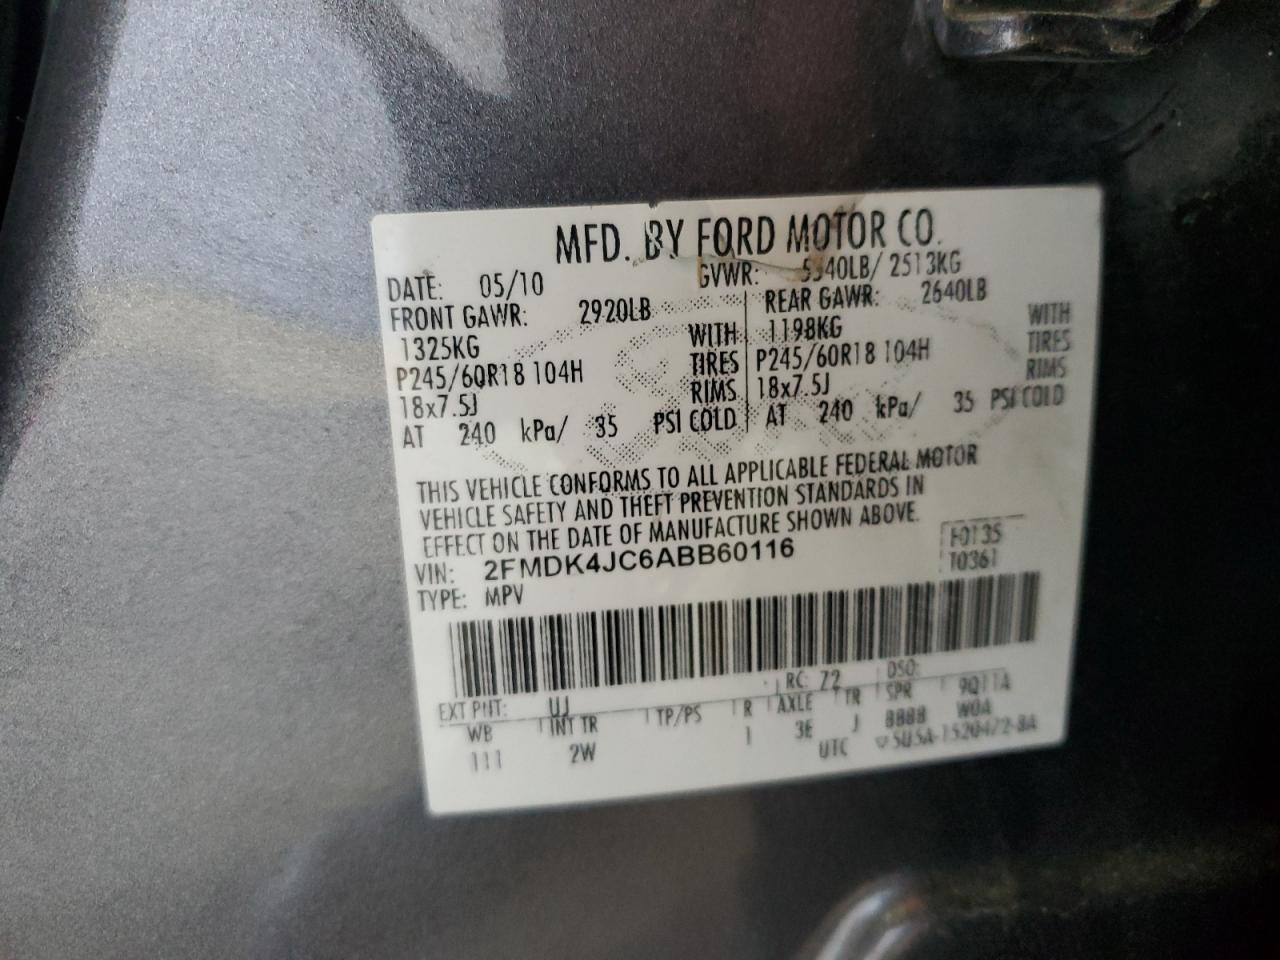 MFD. BY FORD MOTOR CO.
DATE: 05/10 GVWR: 5540LB/ 2513KG
FRONT GAWR: 2920LB REAR GAWR: 2640LB
1325KG WITH 1198KG WITH
P245/60R18 104H TIRES P245/60R18 104H TIRES
18x7.5J RIMS 18x7.5J RIMS
AT 240 kPa/ 35 PSI COLD AT 240 kPa/ 35 PSI COLD
THIS VEHICLE CONFORMS TO ALL APPLICABLE FEDERAL MOTOR
VEHICLE SAFETY AND THEFT PREVENTION STANDARDS IN
EFFECT ON THE DATE OF MANUFACTURE SHOWN ABOVE.
VIN: 2FMDK4JC6ABB60116 F0135
TYPE: MPV T0361
EXT PNT: UJ RC: 72 DSO:
WB INT TR TP/PS R AXLE TR SPR 9Q11A
111 2W 1 3E J 8888 W0A
UTC